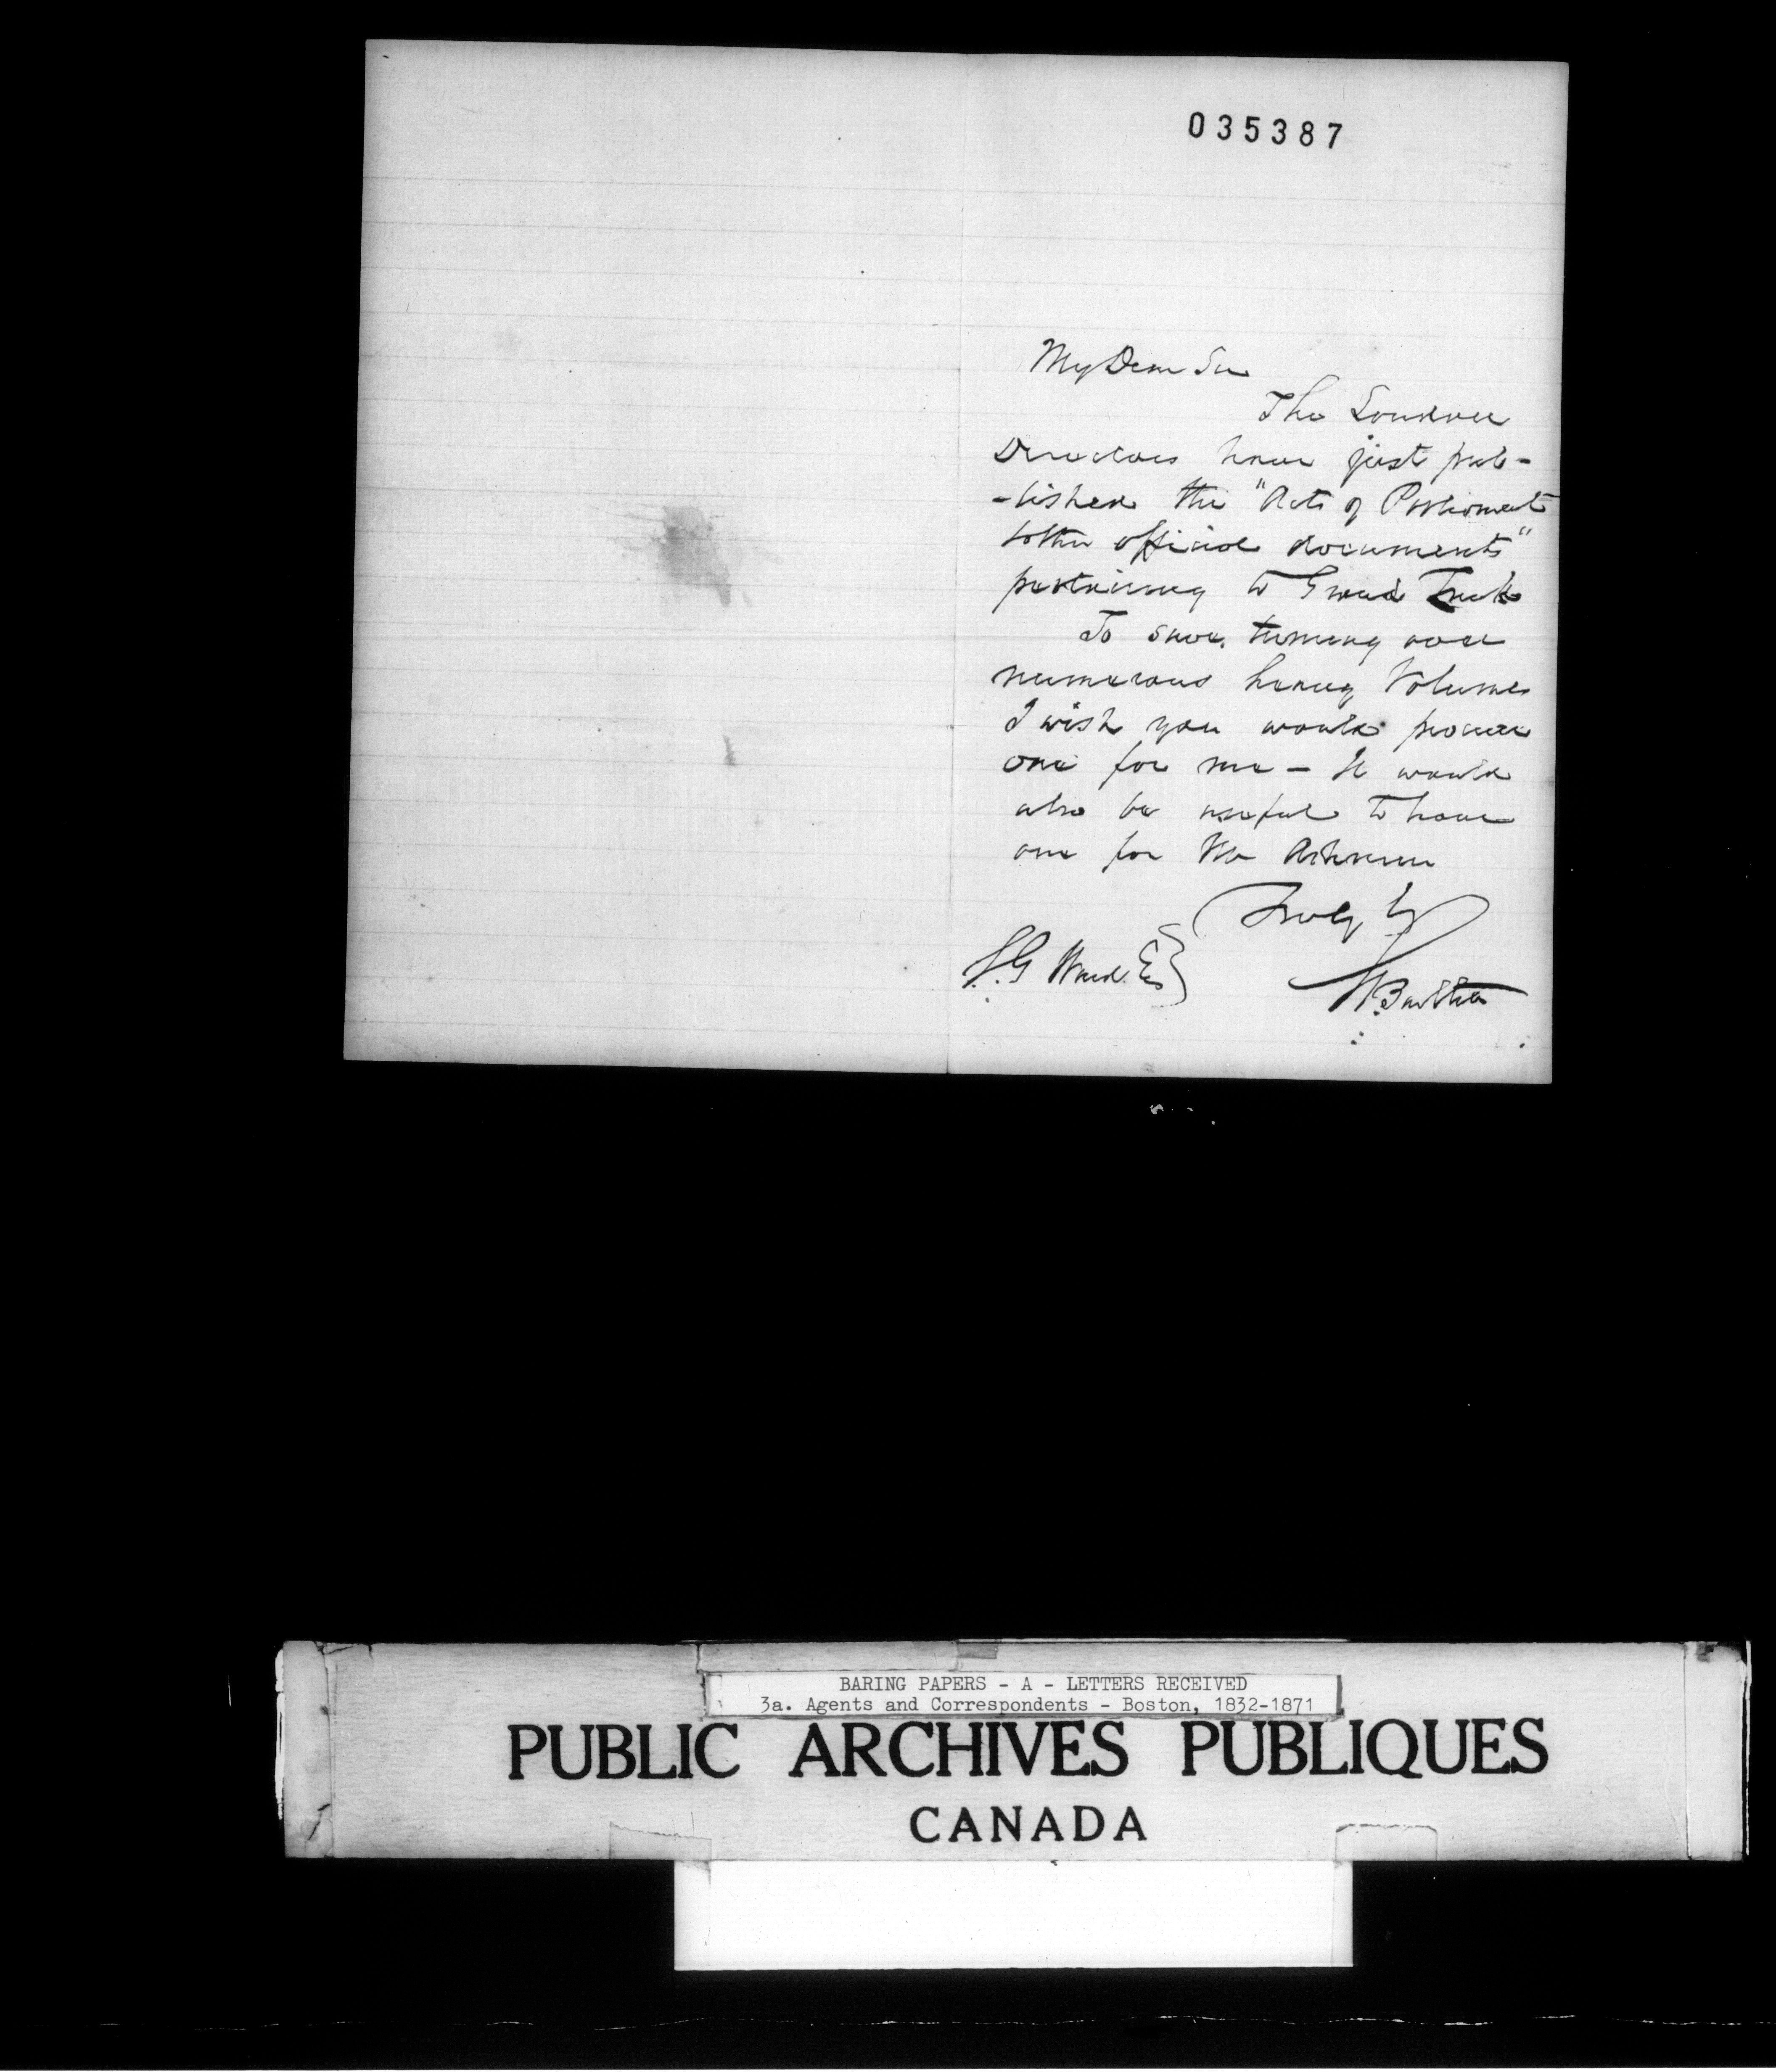 035387
My Dear Sir
The London
Directors have just pub-
-lished the "Acts of Parliament
& other official documents"
pertaining to Grand Trunk
To save turning over
numerous heavy Volumes
I wish you would procure
one for me - It would
also be useful to have
one for Mr
Truly Yr
S. G Ward Esq
BARING PAPERS - A - LETTERS RECEIVED
3a. Agents and Correspondents - Boston, 1832-1871
PUBLIC ARCHIVES PUBLIQUES
CANADA